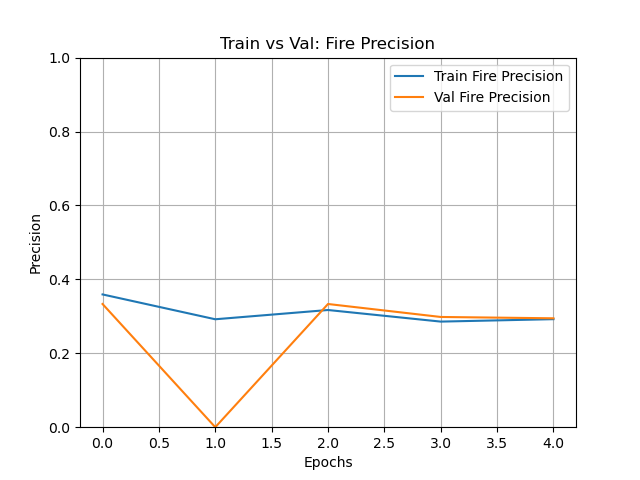 Train vs Val: Fire Precision
Train Fire Precision
Val Fire Precision
Precision
1.0
0.8
0.6
0.4
0.2
0.0
0.0 0.5 1.0 1.5 2.0 2.5 3.0 3.5 4.0
Epochs